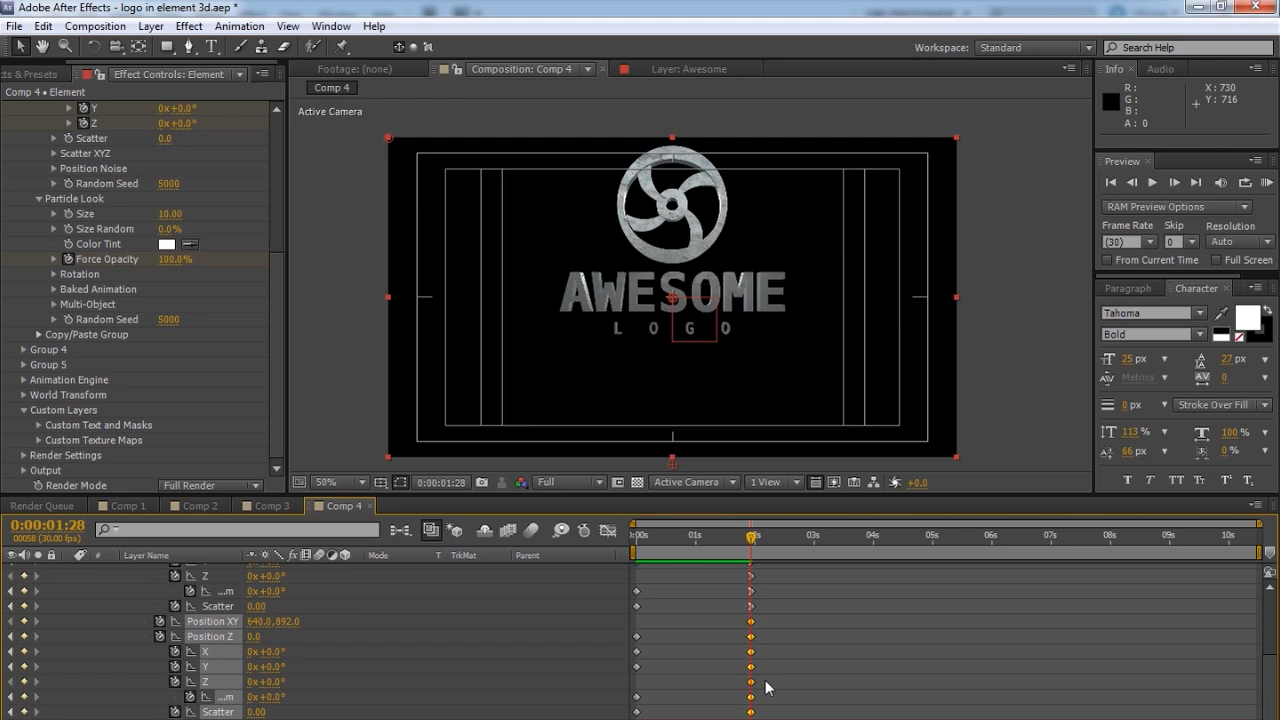 Adobe After Effects - logo in element 3d.aep *
File Edit Composition Layer Effect Animation View Window Help
Workspace: Standard Search Help
ts & Presets Effect Controls: Element Footage: (none) Composition: Comp 4 Layer: Awesome Info Audio
Comp 4 • Element Comp 4
Active Camera
Y 0x+0.0°
Z 0x+0.0°
Scatter 0.0
Scatter XYZ
Position Noise
Random Seed 5000
Particle Look
Size 10.00
Size Random 0.0%
Color Tint
Force Opacity 100.0%
Rotation
Baked Animation
Multi-Object
Random Seed 5000
Copy/Paste Group
Group 4
Group 5
Animation Engine
World Transform
Custom Layers
Custom Text and Masks
Custom Texture Maps
Render Settings
Output
Render Mode Full Render
AWESOME
LOGO
50% 0:00:01:28 Full Active Camera 1 View +0.0
R : X : 730
G : Y : 716
B :
A : 0
Preview
RAM Preview Options
Frame Rate Skip Resolution
(30) 0 Auto
From Current Time Full Screen
Paragraph Character
Tahoma
Bold
25 px 27 px
Metrics 0
0 px Stroke Over Fill
113 % 100 %
66 px 0 %
T T TT Tт T¹ T₁
Render Queue Comp 1 Comp 2 Comp 3 Comp 4
0:00:01:28
00058 (30.00 fps)
:00s 01s 02s 03s 04s 05s 06s 07s 08s 09s 10s
# Layer Name Mode T TrkMat Parent
Z 0x+0.0°
...m 0x+0.0°
Scatter 0.00
Position XY 640.0,892.0
Position Z 0.0
X 0x+0.0°
Y 0x+0.0°
Z 0x+0.0°
...m 0x+0.0°
Scatter 0.00